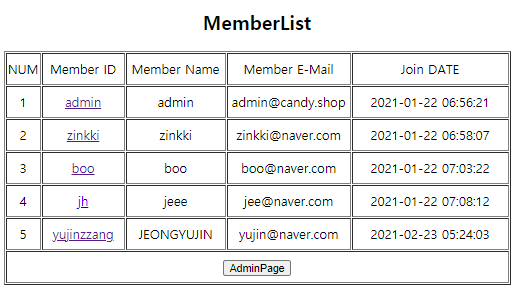 MemberList
NUM Member ID Member Name Member E-Mail Join DATE
1 admin admin admin@candy.shop 2021-01-22 06:56:21
2 zinkki zinkki zinkki@naver.com 2021-01-22 06:58:07
3 boo boo boo@naver.com 2021-01-22 07:03:22
4 jh jeee jee@naver.com 2021-01-22 07:08:12
5 yujinzzang JEONGYUJIN yujin@naver.com 2021-02-23 05:24:03
AdminPage